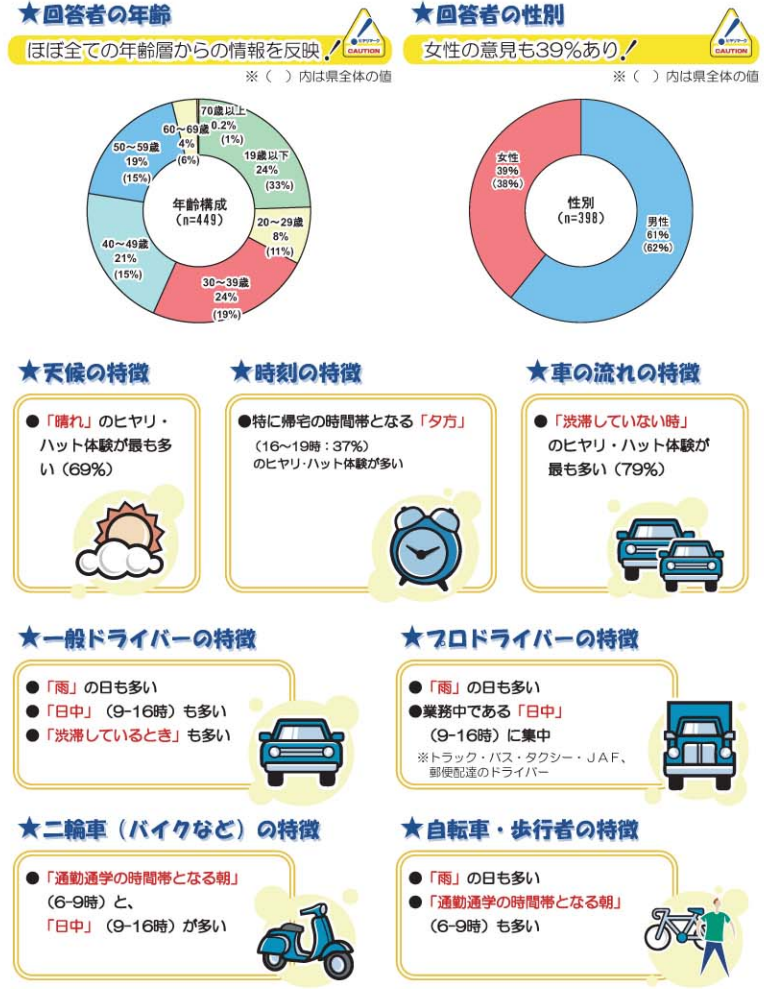 ★回答者の年齢
ほぼ全ての年齢層からの情報を反映！
CAUTION
※（　）内は県全体の値
70歳以上
0.2%
(1%)
60～69歳
4%
(6%)
50～59歳
19%
(15%)
19歳以下
24%
(33%)
年齢構成
(n=449)
20～29歳
8%
(11%)
40～49歳
21%
(15%)
30～39歳
24%
(19%)
★回答者の性別
女性の意見も39%あり！
CAUTION
※（　）内は県全体の値
女性
39%
(38%)
性別
(n=398)
男性
61%
(62%)
★天候の特徴
●「晴れ」のヒヤリ・
ハット体験が最も多
い（69%）
★時刻の特徴
●特に帰宅の時間帯となる「夕方」
（16～19時：37%）
のヒヤリ・ハット体験が多い
★車の流れの特徴
●「渋滞していない時」
のヒヤリ・ハット体験が
最も多い（79%）
★一般ドライバーの特徴
●「雨」の日も多い
●「日中」（9-16時）も多い
●「渋滞しているとき」も多い
★プロドライバーの特徴
●「雨」の日も多い
●業務中である「日中」
（9-16時）に集中
※トラック・バス・タクシー・ＪＡＦ、
郵便配達のドライバー
★二輪車（バイクなど）の特徴
●「通勤通学の時間帯となる朝」
（6-9時）と、
「日中」（9-16時）が多い
★自転車・歩行者の特徴
●「雨」の日も多い
●「通勤通学の時間帯となる朝」
（6-9時）も多い